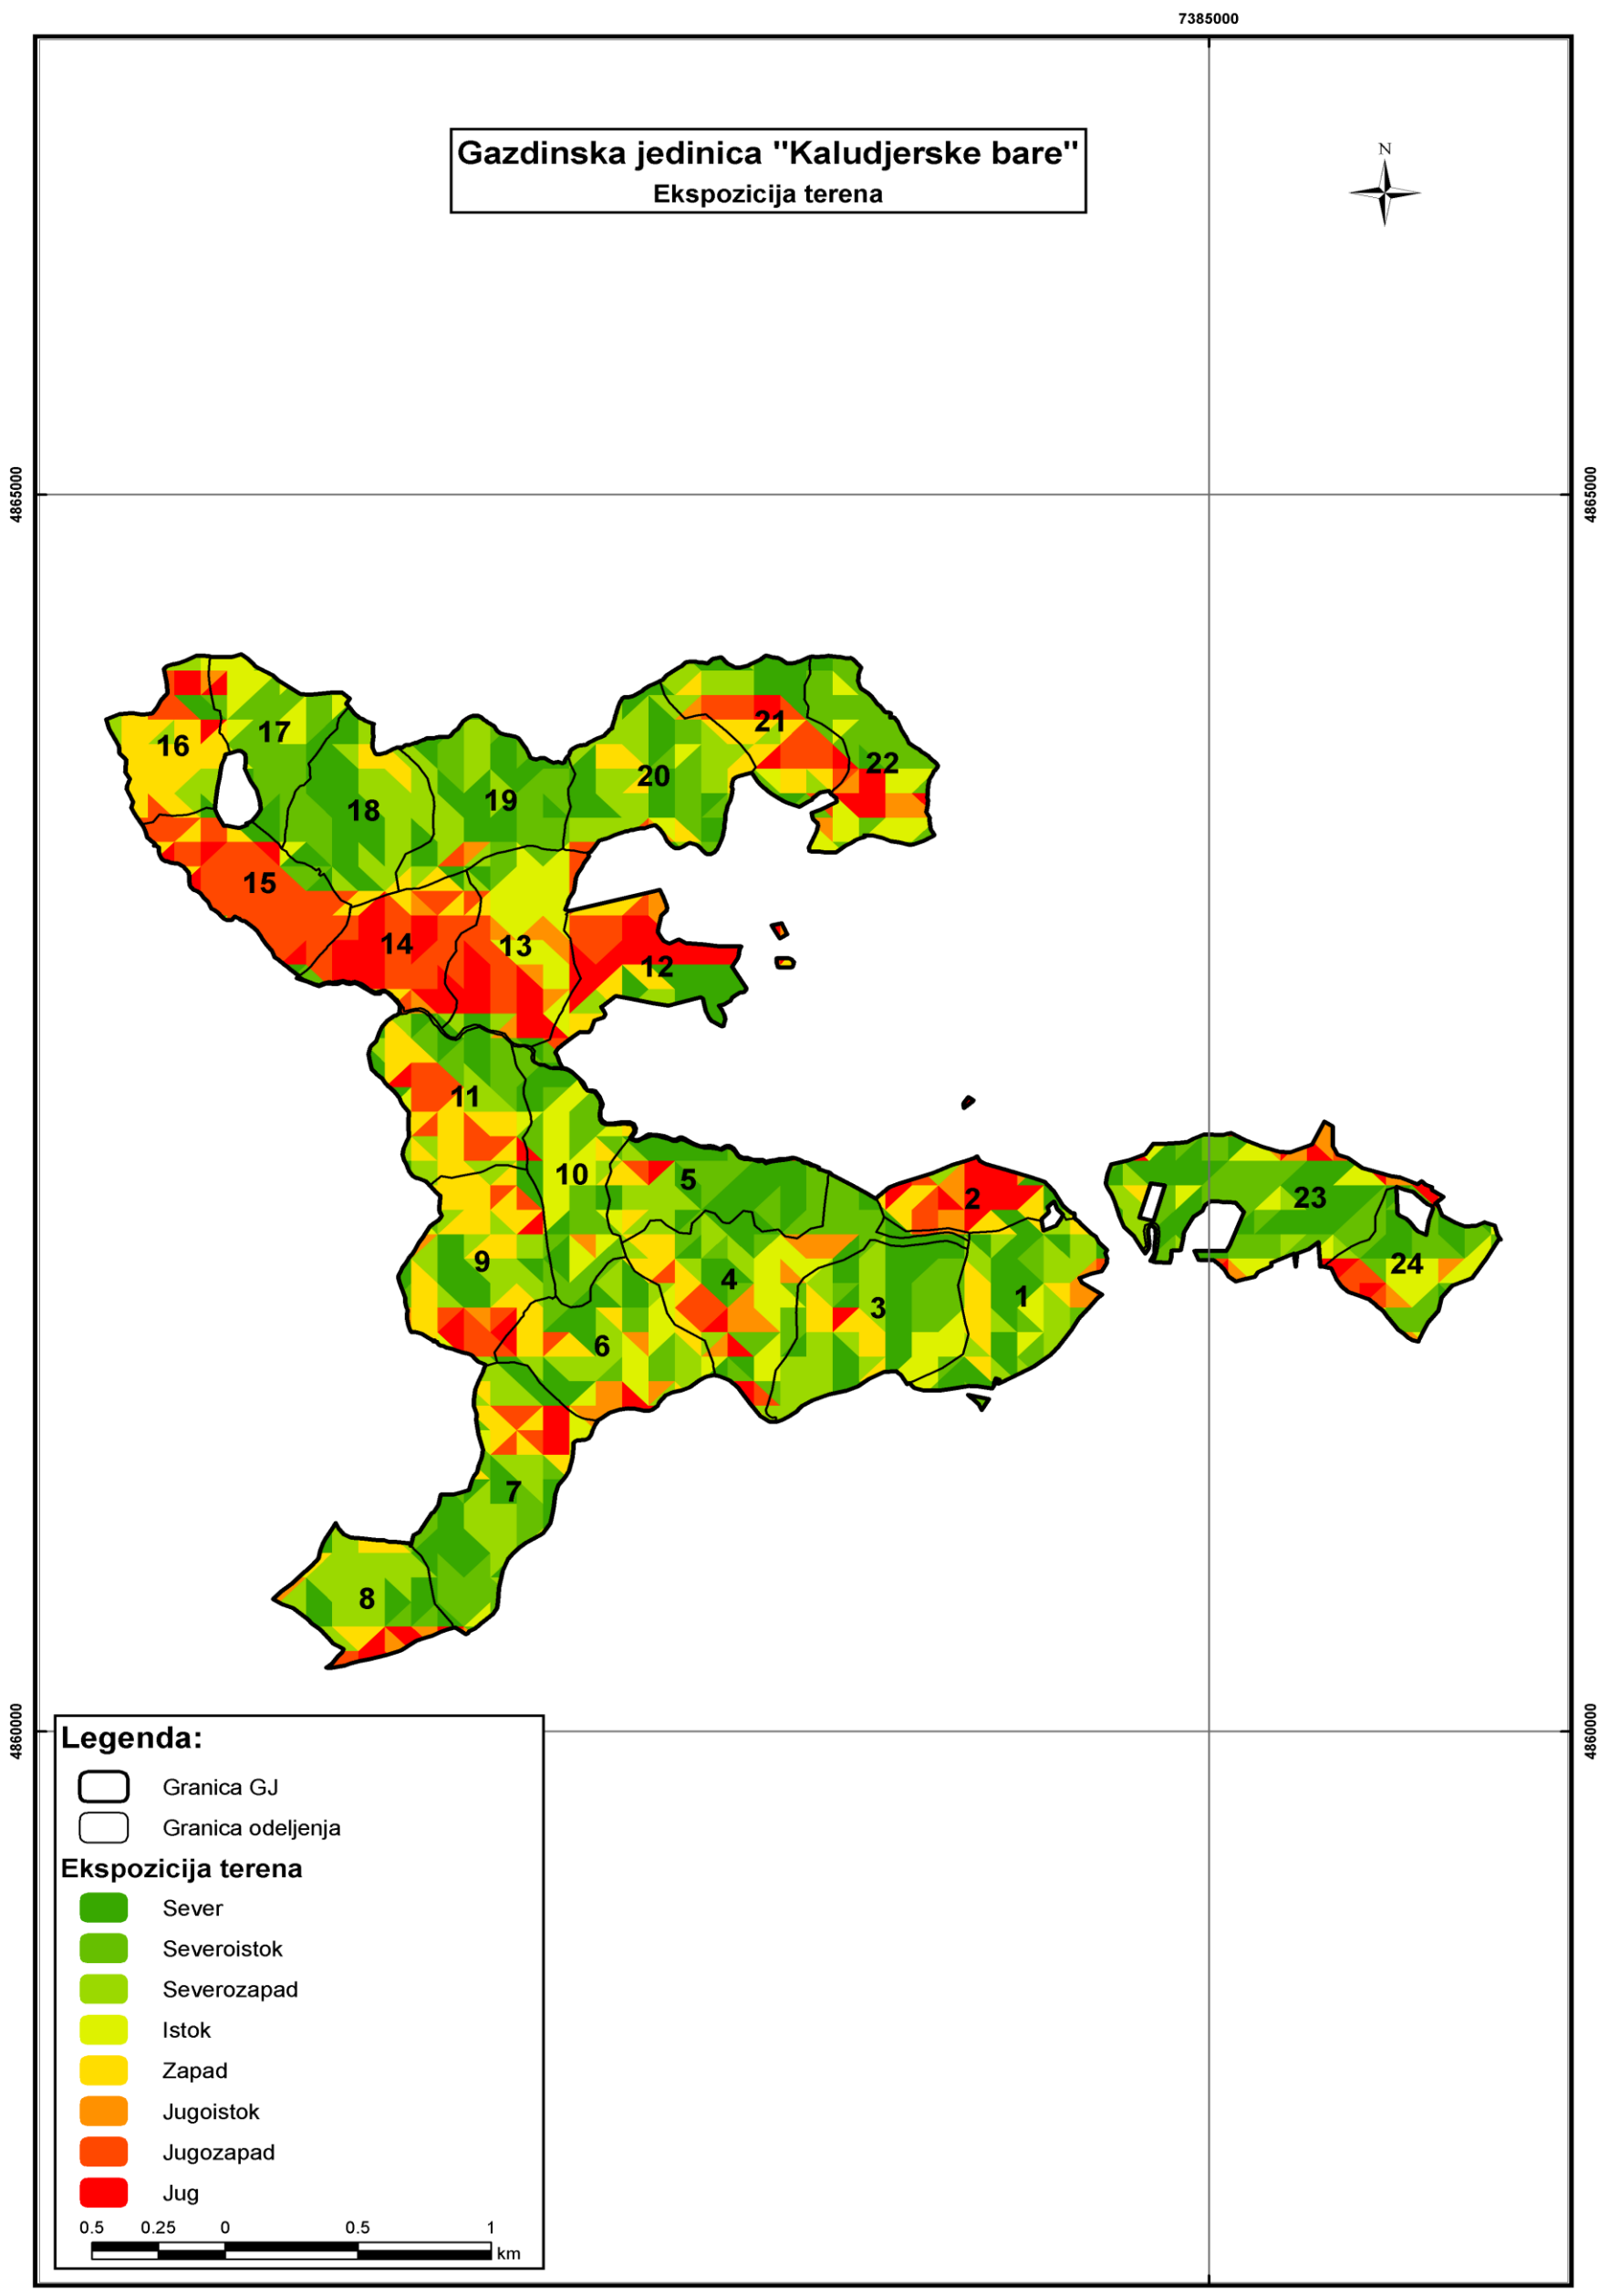 7385000
Gazdinska jedinica "Kaludjerske bare"
Ekspozicija terena
N
4865000
4865000
16
17
18
19
20
21
22
15
14
13
12
11
10
5
2
23
9
4
3
1
24
6
7
8
4860000
4860000
Legenda:
Granica GJ
Granica odeljenja
Ekspozicija terena
Sever
Severoistok
Severozapad
Istok
Zapad
Jugoistok
Jugozapad
Jug
0.5 0.25 0 0.5 1
km